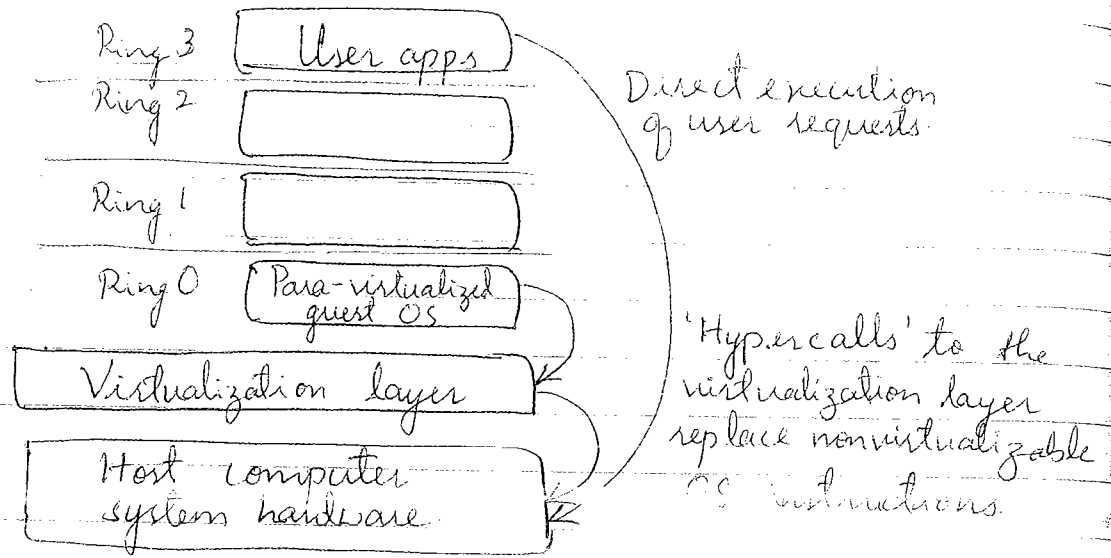 Ring 3 User apps
Direct execution
of user requests.
Ring 2
Ring 1
Ring 0 Para-virtualized
guest OS
'Hypercalls' to the
Virtualization layer
virtualization layer
replace nonvirtualizable
Host computer
OS instructions.
system hardware